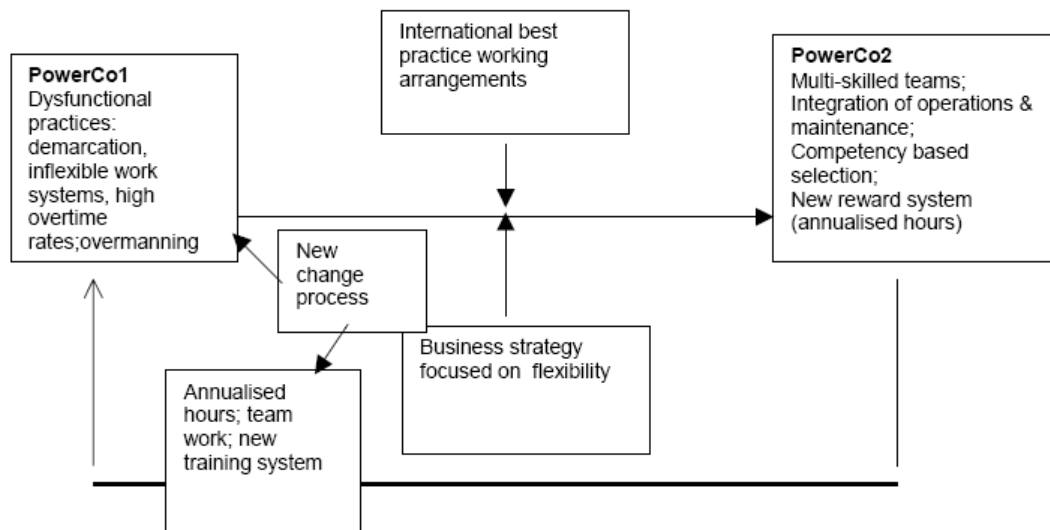 International best
practice working
arrangements
PowerCo1
Dysfunctional
practices:
demarcation,
inflexible work
systems, high
overtime
rates;overmanning
PowerCo2
Multi-skilled teams;
Integration of operations &
maintenance;
Competency based
selection;
New reward system
(annualised hours)
New
change
process
Business strategy
focused on flexibility
Annualised
hours; team
work; new
training system